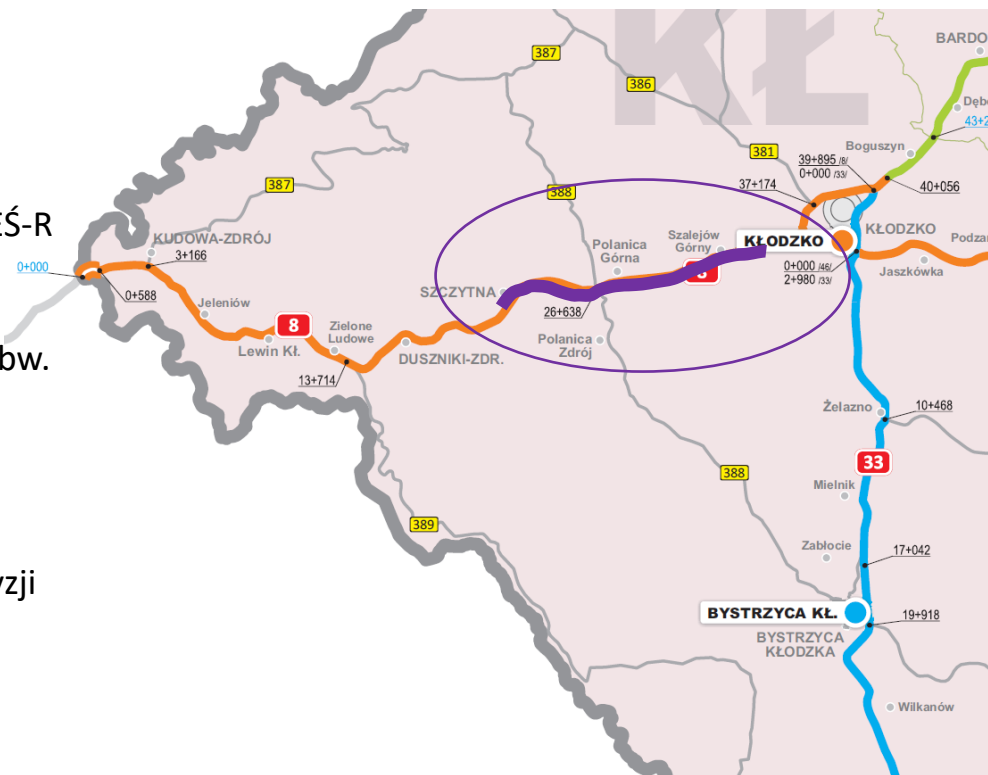 KŁ
387
BARDO
386
Boguszyn
381
39+895 /8/
0+000 /33/
37+174
40+056
387
388
EŚ-R
KUDOWA-ZDRÓJ
3+166
0+000
0+588
Szalejów
Górny
KŁODZKO
KŁODZKO
Polanica
Górna
0+000 /46/
2+980 /33/
Jaszkówka
SZCZYTNA
26+638
Jeleniów
8
Zielone
Ludowe
Lewin Kł.
DUSZNIKI-ZDR.
Polanica
Zdrój
bw.
13+714
Żelazno
10+468
33
388
Mielnik
389
Zabłocie
17+042
yzji
BYSTRZYCA KŁ.
19+918
BYSTRZYCA
KŁODZKA
Wilkanów